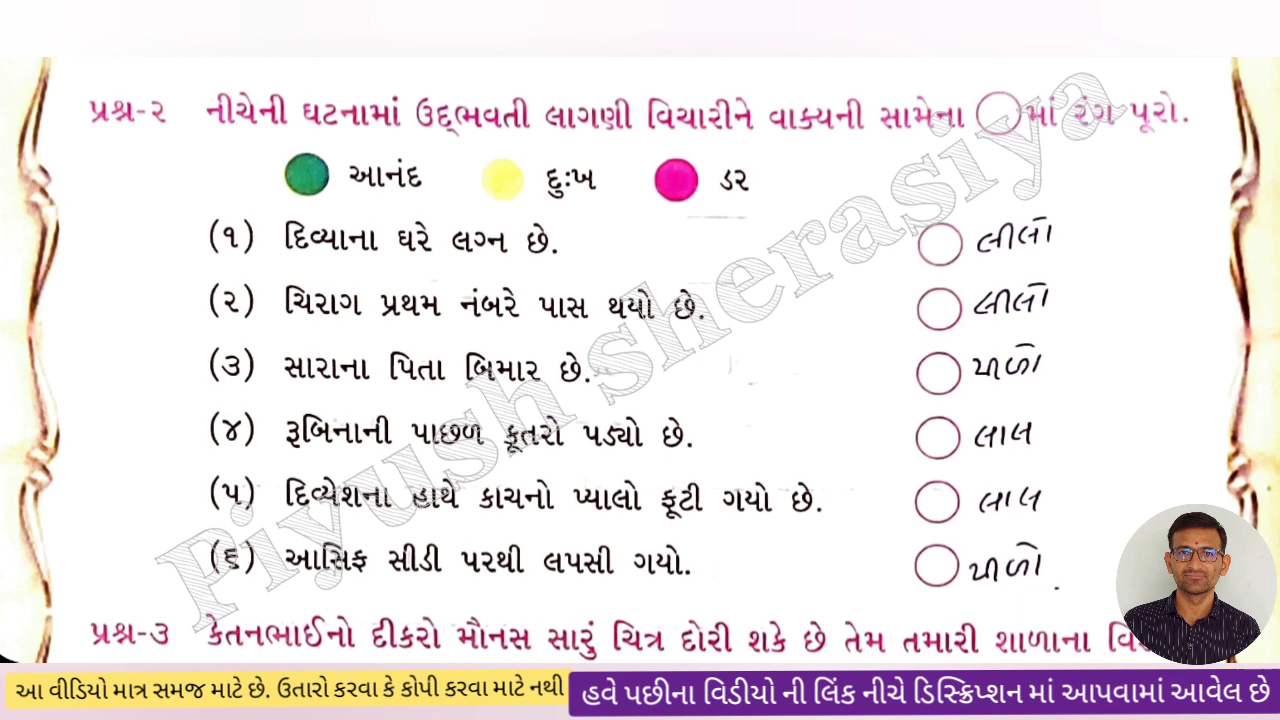 પ્રશ્ન-૨ નીચેની ઘટનામાં ઉદ્ભવતી લાગણી વિચારીને વાક્યની સામેના ◯ માં રંગ પૂરો.
આનંદ દુઃખ ડર
(૧) દિવ્યાના ઘરે લગ્ન છે. લીલો
(૨) ચિરાગ પ્રથમ નંબરે પાસ થયો છે. લીલો
(૩) સારાના પિતા બિમાર છે. પીળો
(૪) રૂબિનાની પાછળ કૂતરો પડ્યો છે. લાલ
(૫) દિવ્યેશના હાથે કાચનો પ્યાલો ફૂટી ગયો છે. લાલ
(૬) આસિફ સીડી પરથી લપસી ગયો. પીળો.
પ્રશ્ન-૩ કેતનભાઈનો દીકરો મૌનસ સારું ચિત્ર દોરી શકે છે તેમ તમારી શાળાના
Piyush sherasiya
આ વીડિયો માત્ર સમજ માટે છે. ઉતારો કરવા કે કોપી કરવા માટે નથી
હવે પછીના વિડીયો ની લિંક નીચે ડિસ્ક્રિપ્શન માં આપવામાં આવેલ છે